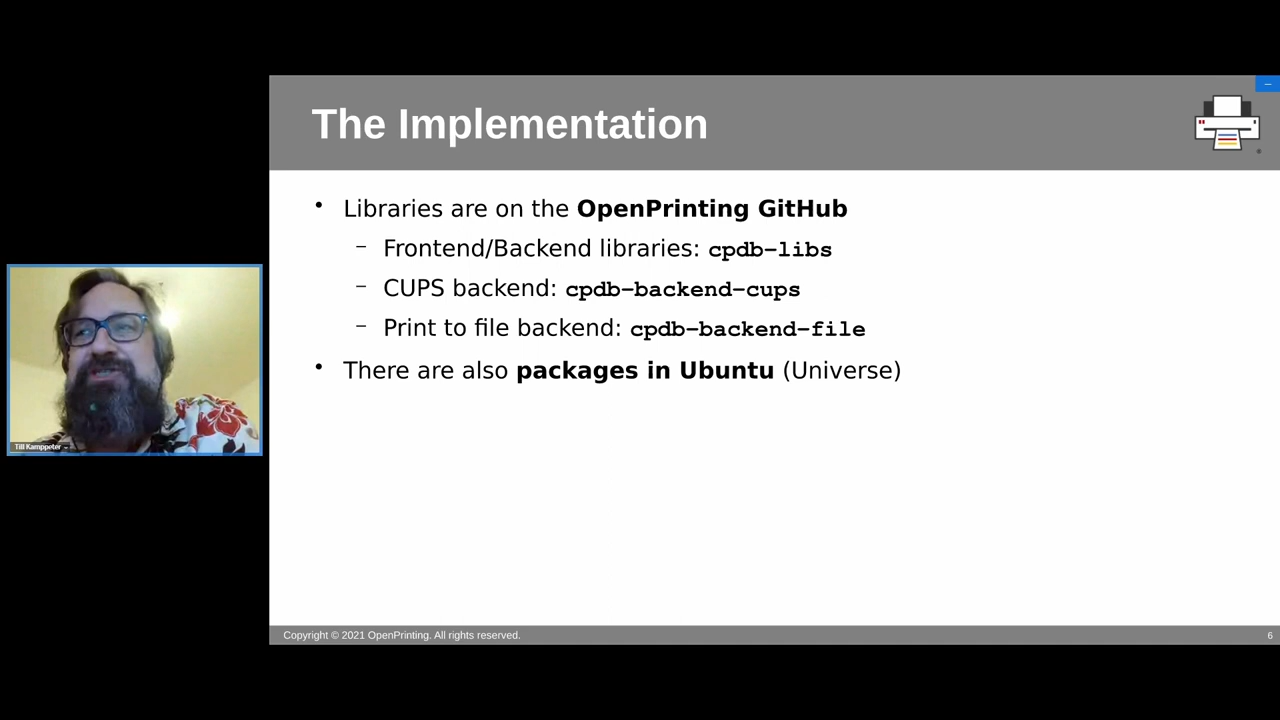 The Implementation
• Libraries are on the OpenPrinting GitHub
– Frontend/Backend libraries: cpdb-libs
– CUPS backend: cpdb-backend-cups
– Print to file backend: cpdb-backend-file
• There are also packages in Ubuntu (Universe)
Till Kamppeter
Copyright © 2021 OpenPrinting. All rights reserved.
6